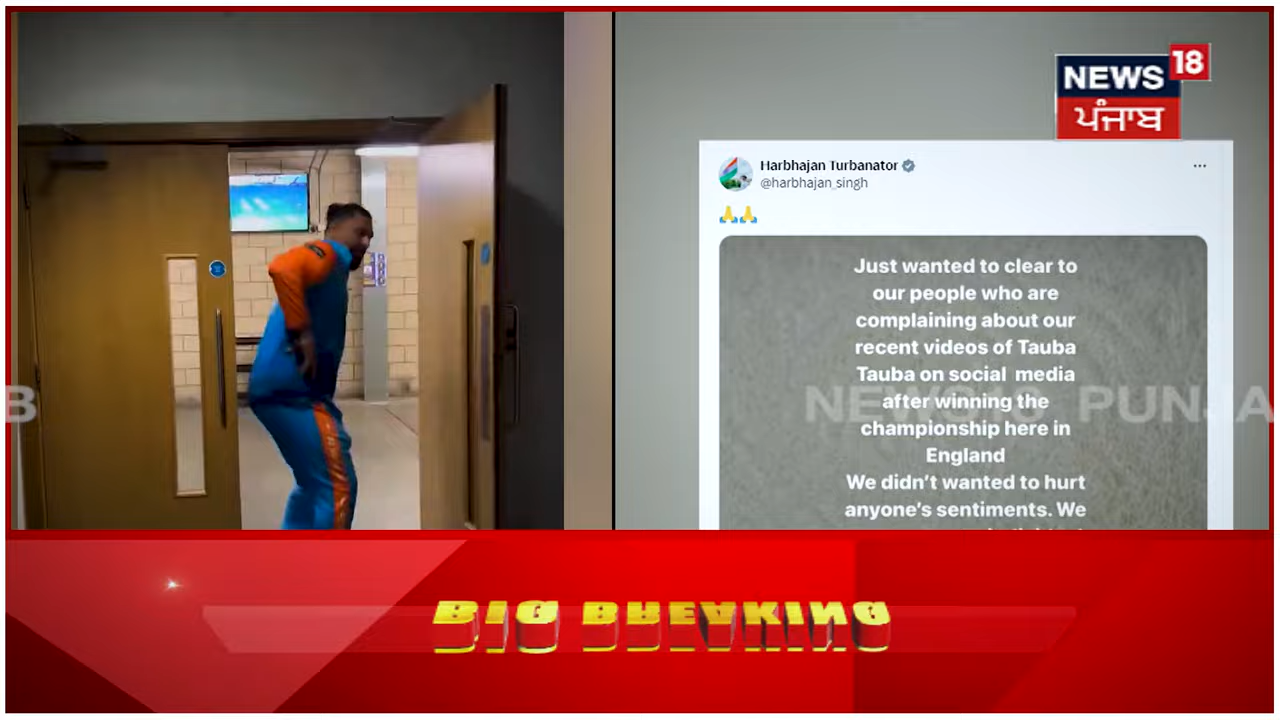 NEWS 18
ਪੰਜਾਬ
Harbhajan Turbanator
@harbhajan_singh
🙏🙏
Just wanted to clear to
our people who are
complaining about our
recent videos of Tauba
Tauba on social media
after winning the
championship here in
England
We didn't wanted to hurt
anyone's sentiments. We
B
NEWS18 PUNJA
BIG BREAKING